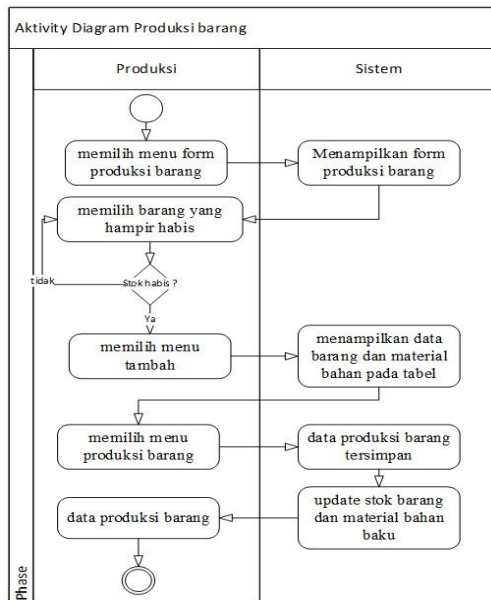 Aktivity Diagram Produksi barang
Produksi
Sistem
memilih menu form
produksi barang
Menampilkan form
produksi barang
memilih barang yang
hampir habis
tidak
Stok habis ?
Ya
memilih menu
tambah
menampilkan data
barang dan material
bahan pada tabel
memilih menu
produksi barang
data produksi barang
tersimpan
data produksi barang
update stok barang
dan material bahan
baku
Phase